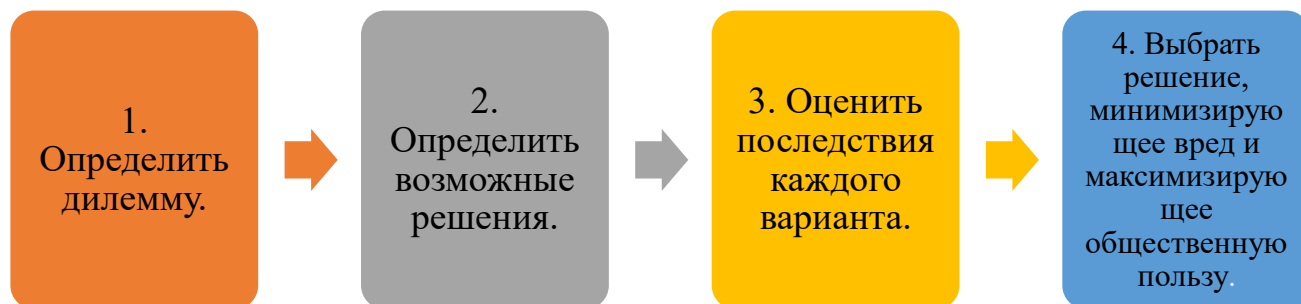 1.
Определить
дилемму.
2.
Определить
возможные
решения.
3. Оценить
последствия
каждого
варианта.
4. Выбрать
решение,
минимизирую
щее вред и
максимизирую
щее
общественную
пользу.